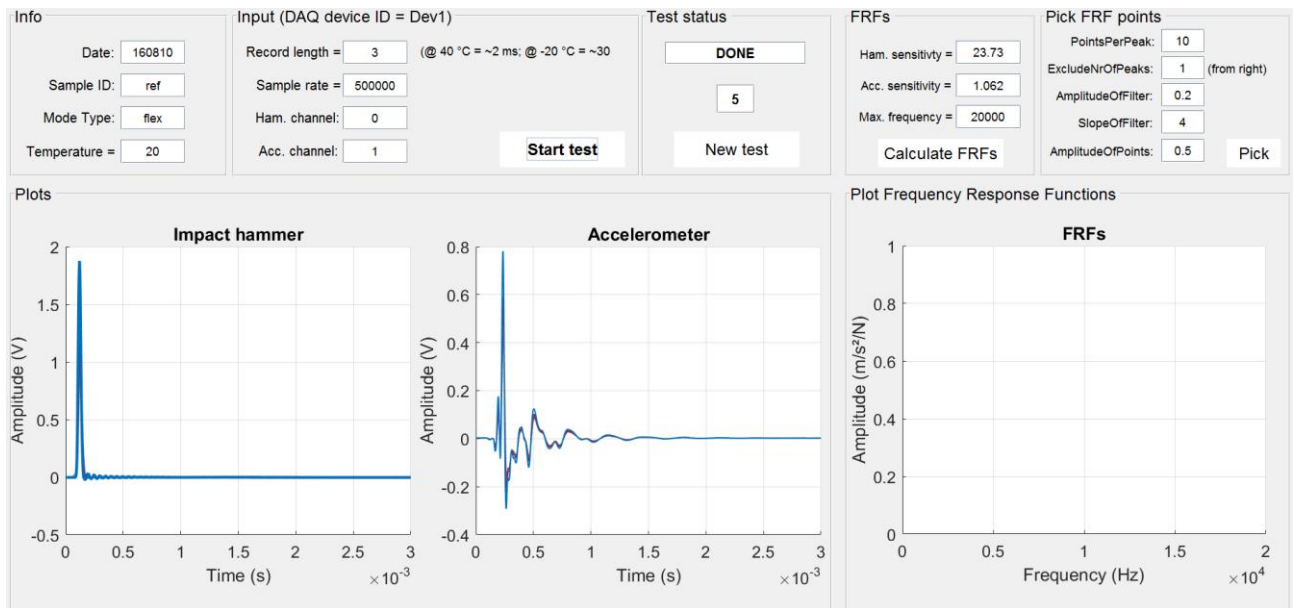 Info
Date: 160810
Sample ID: ref
Mode Type: flex
Temperature = 20
Input (DAQ device ID = Dev1)
Record length = 3 (@ 40 °C = ~2 ms; @ -20 °C = ~30
Sample rate = 500000
Ham. channel: 0
Acc. channel: 1
Start test
Test status
DONE
5
New test
FRFs
Ham. sensitivty = 23.73
Acc. sensitivity = 1.062
Max. frequency = 20000
Calculate FRFs
Pick FRF points
PointsPerPeak: 10
ExcludeNrOfPeaks: 1 (from right)
AmplitudeOfFilter: 0.2
SlopeOfFilter: 4
AmplitudeOfPoints: 0.5
Pick
Plots
Impact hammer
Amplitude (V)
2
1.5
1
0.5
0
-0.5
0 0.5 1 1.5 2 2.5 3
Time (s) ×10⁻³
Accelerometer
Amplitude (V)
0.8
0.6
0.4
0.2
0
-0.2
-0.4
0 0.5 1 1.5 2 2.5 3
Time (s) ×10⁻³
Plot Frequency Response Functions
FRFs
Amplitude (m/s²/N)
1
0.8
0.6
0.4
0.2
0
0 0.5 1 1.5 2
Frequency (Hz) ×10⁴